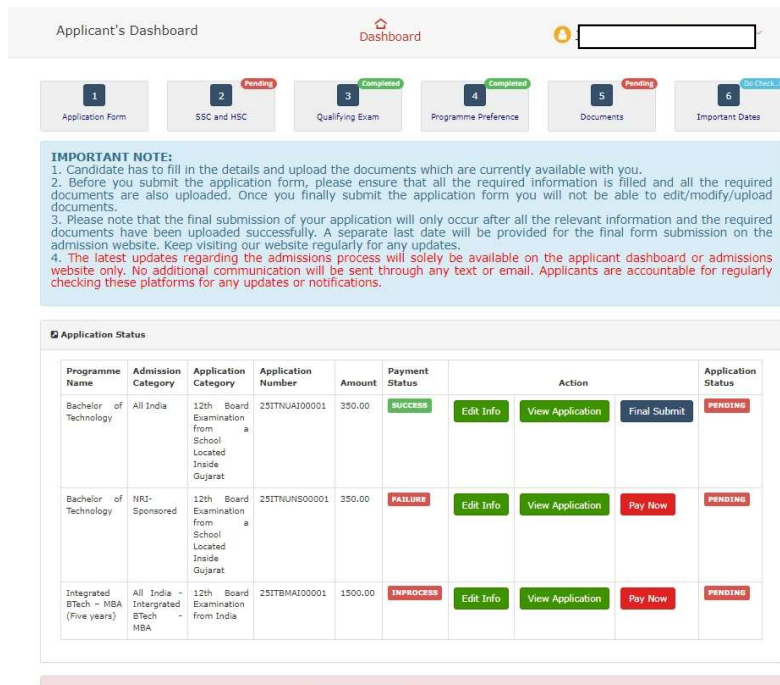 Applicant's Dashboard
Dashboard
Pending
Completed
Completed
Pending
Do Check...
1
2
3
4
5
6
Application Form
SSC and HSC
Qualifying Exam
Programme Preference
Documents
Important Dates
IMPORTANT NOTE:
1. Candidate has to fill in the details and upload the documents which are currently available with you.
2. Before you submit the application form, please ensure that all the required information is filled and all the required
documents are also uploaded. Once you finally submit the application form you will not be able to edit/modify/upload
documents.
3. Please note that the final submission of your application will only occur after all the relevant information and the required
documents have been uploaded successfully. A separate last date will be provided for the final form submission on the
admission website. Keep visiting our website regularly for any updates.
4. The latest updates regarding the admissions process will solely be available on the applicant dashboard or admissions
website only. No additional communication will be sent through any text or email. Applicants are accountable for regularly
checking these platforms for any updates or notifications.
Application Status
Programme Name
Admission Category
Application Category
Application Number
Amount
Payment Status
Action
Application Status
Bachelor of
Technology
All India
12th Board
Examination
from a
School
Located
Inside
Gujarat
25ITNUAI00001
350.00
SUCCESS
Edit Info
View Application
Final Submit
PENDING
Bachelor of
Technology
NRI-
Sponsored
12th Board
Examination
from a
School
Located
Inside
Gujarat
25ITNUNS00001
350.00
FAILURE
Edit Info
View Application
Pay Now
PENDING
Integrated
BTech – MBA
(Five years)
All India -
Intergrated
BTech -
MBA
12th Board
Examination
from India
25ITBMAI00001
1500.00
INPROCESS
Edit Info
View Application
Pay Now
PENDING